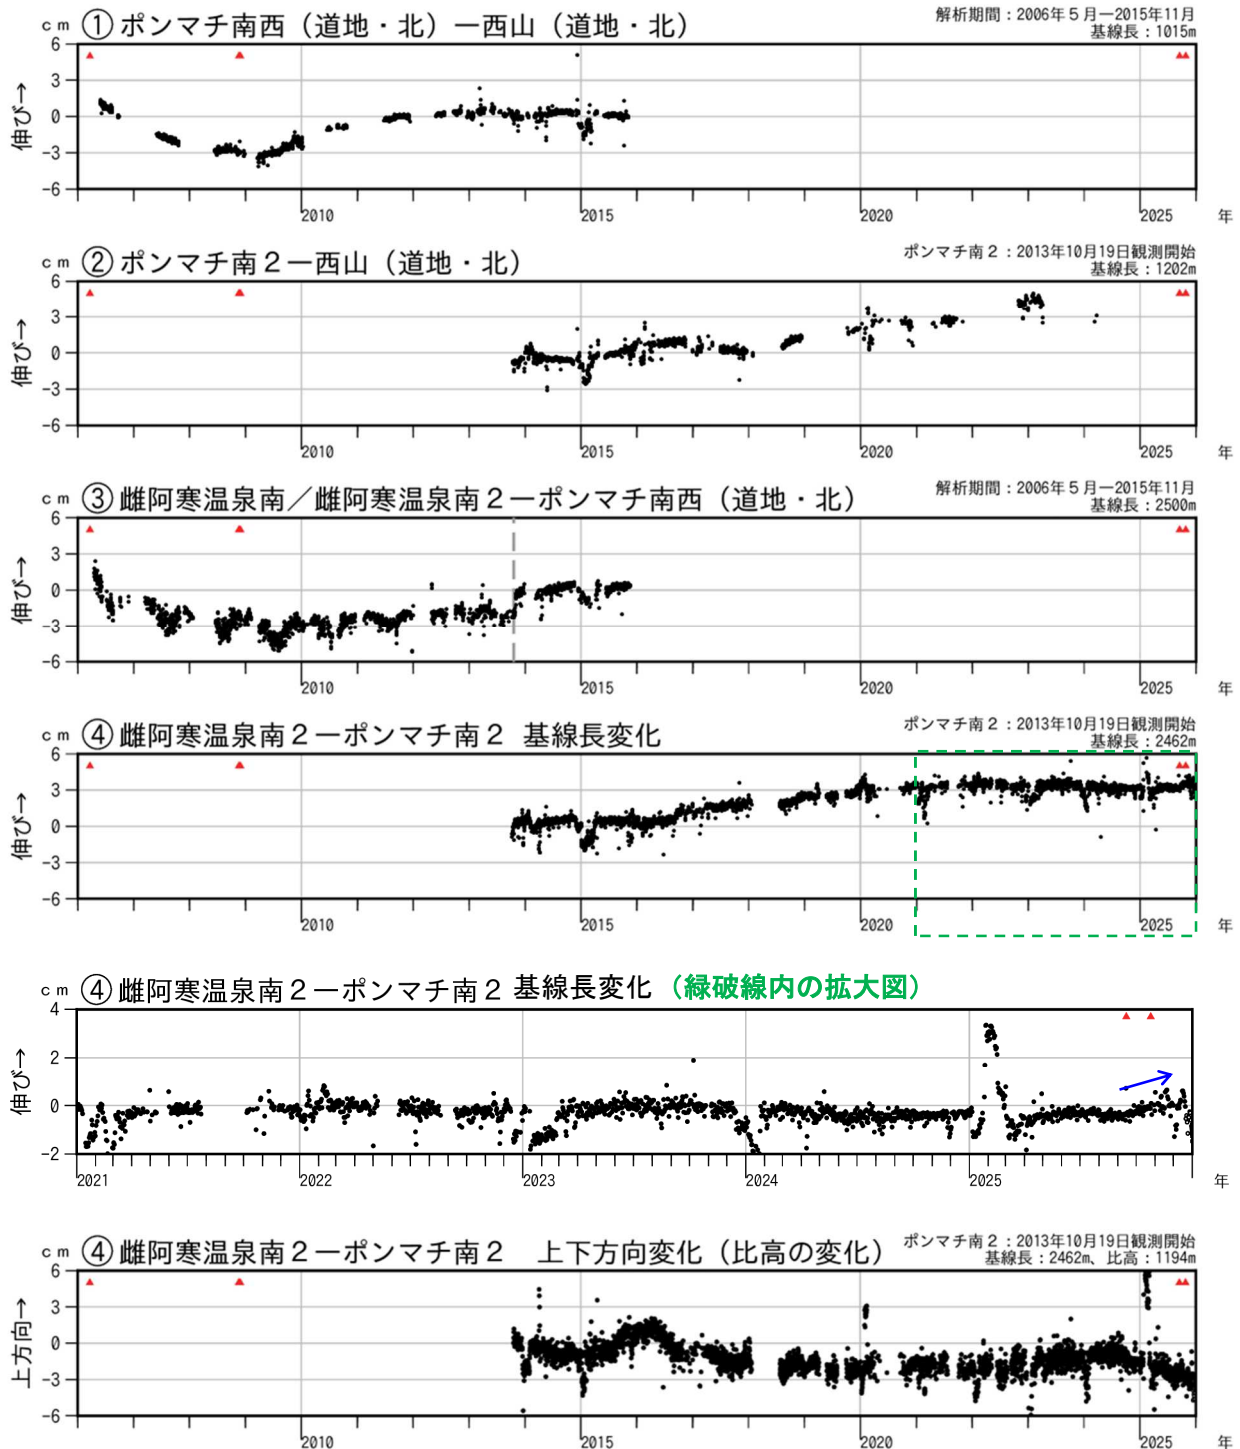 cm ①ポンマチ南西（道地・北）ー西山（道地・北） 解析期間：2006年５月ー2015年11月
基線長：1015m
6
3
0
-3
-6
伸び→
2010 2015 2020 2025 年
cm ②ポンマチ南２ー西山（道地・北） ポンマチ南２：2013年10月19日観測開始
基線長：1202m
6
3
0
-3
-6
伸び→
2010 2015 2020 2025 年
cm ③雌阿寒温泉南／雌阿寒温泉南２ーポンマチ南西（道地・北） 解析期間：2006年５月ー2015年11月
基線長：2500m
6
3
0
-3
-6
伸び→
2010 2015 2020 2025 年
cm ④雌阿寒温泉南２ーポンマチ南２ 基線長変化 ポンマチ南２：2013年10月19日観測開始
基線長：2462m
6
3
0
-3
-6
伸び→
2010 2015 2020 2025 年
cm ④雌阿寒温泉南２ーポンマチ南２ 基線長変化（緑破線内の拡大図）
4
2
0
-2
伸び→
2021 2022 2023 2024 2025 年
cm ④雌阿寒温泉南２ーポンマチ南２ 上下方向変化（比高の変化） ポンマチ南２：2013年10月19日観測開始
基線長：2462m、比高：1194m
6
3
0
-3
-6
上方向→
2010 2015 2020 2025 年